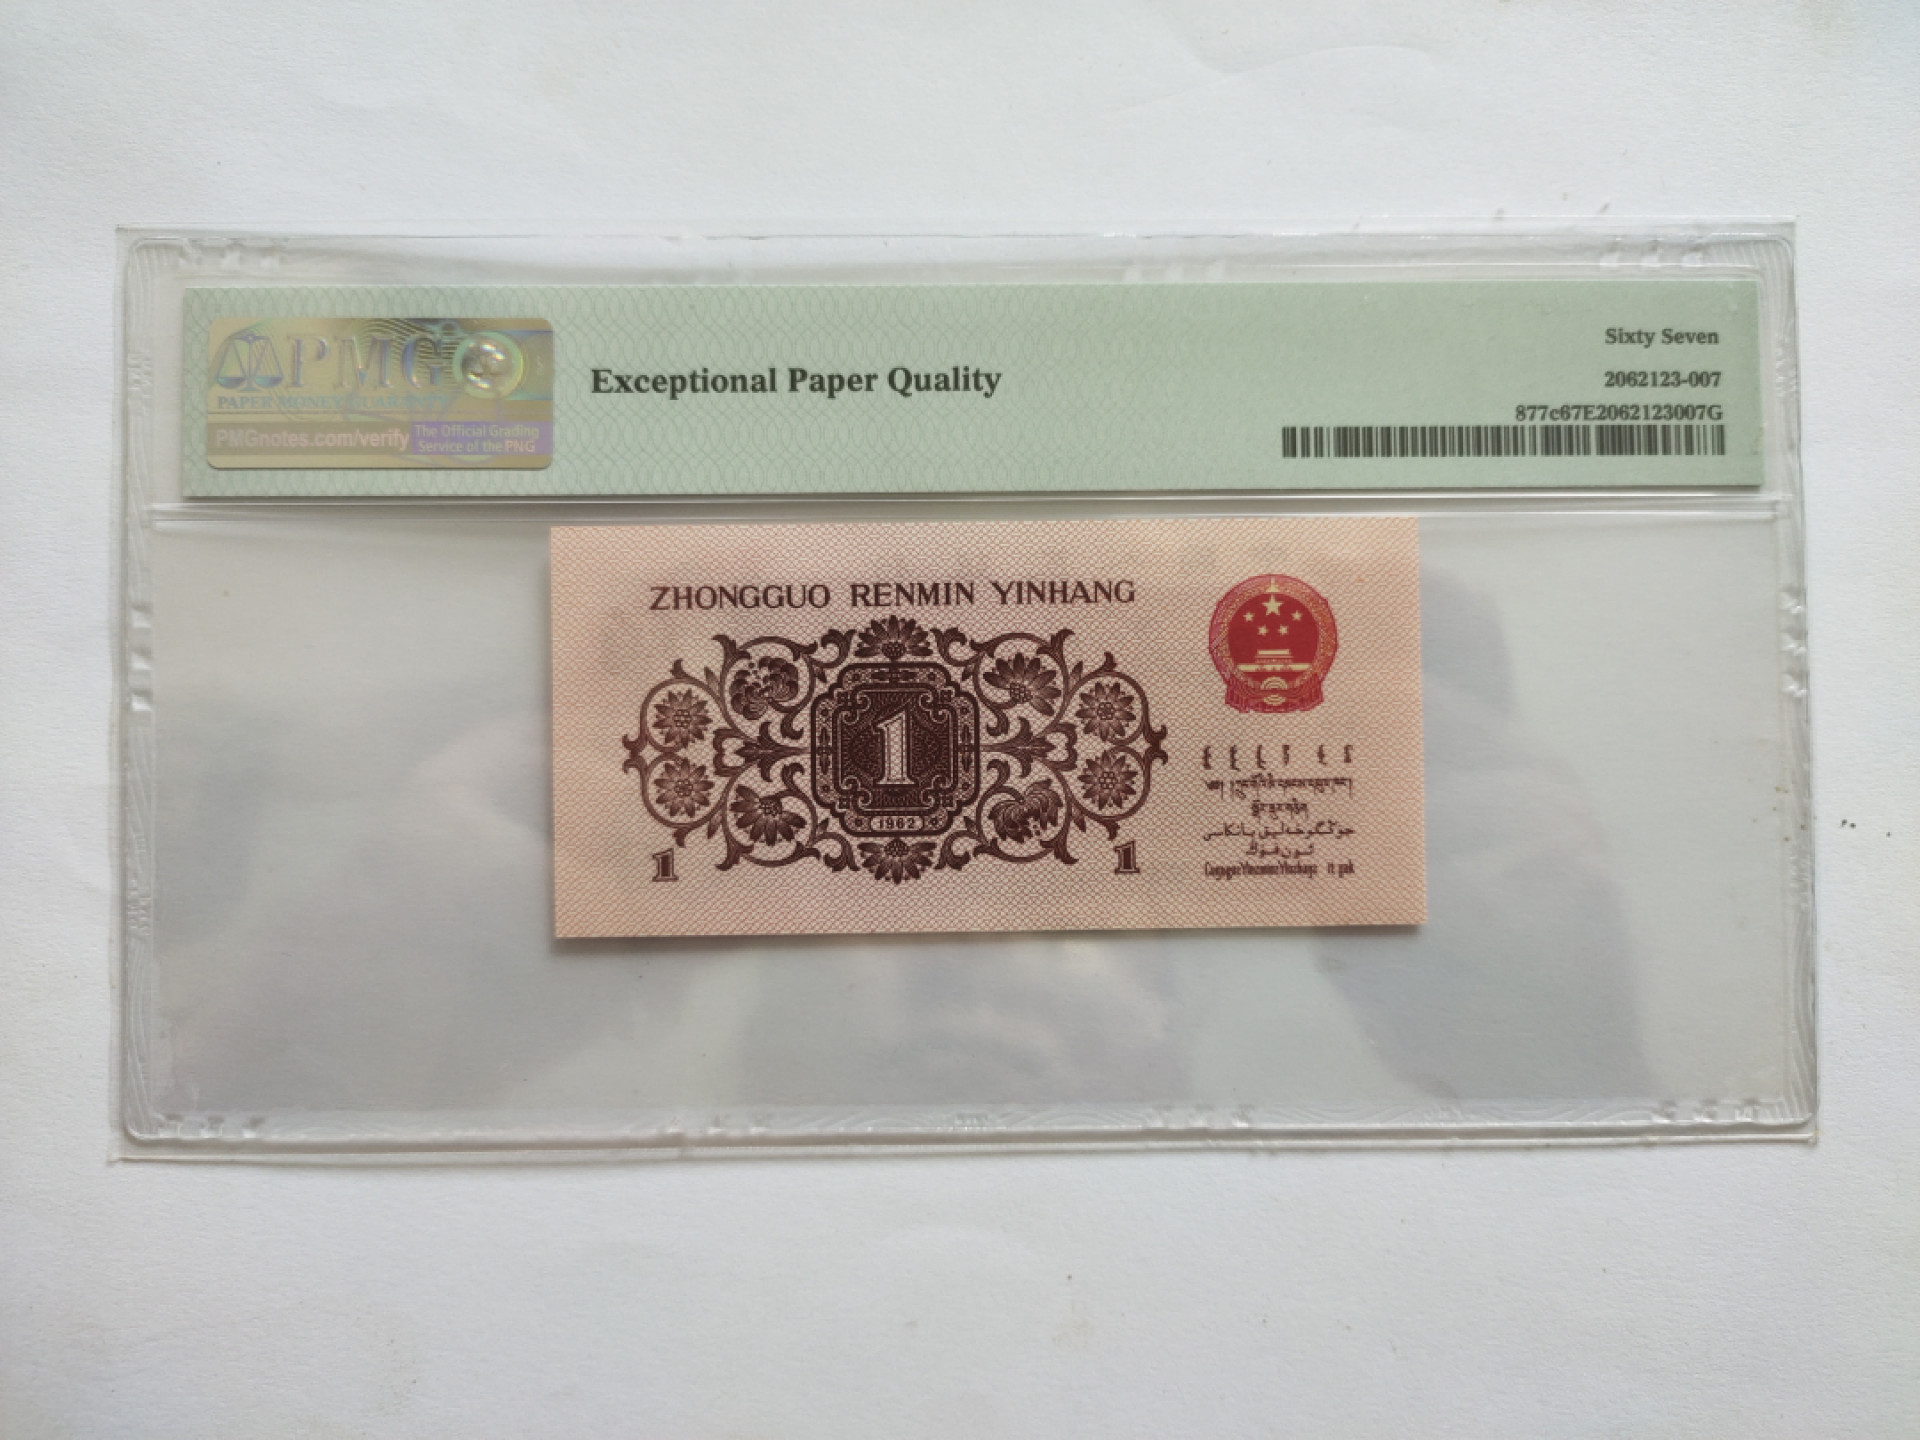 PMG
PAPER MONEY GUARANTY
PMGnotes.com/verify
The Official Grading
Service of the PNG
Exceptional Paper Quality
Sixty Seven
2062123-007
877c67E2062123007G
ZHONGGUO RENMIN YINHANG
1
1962
1
1